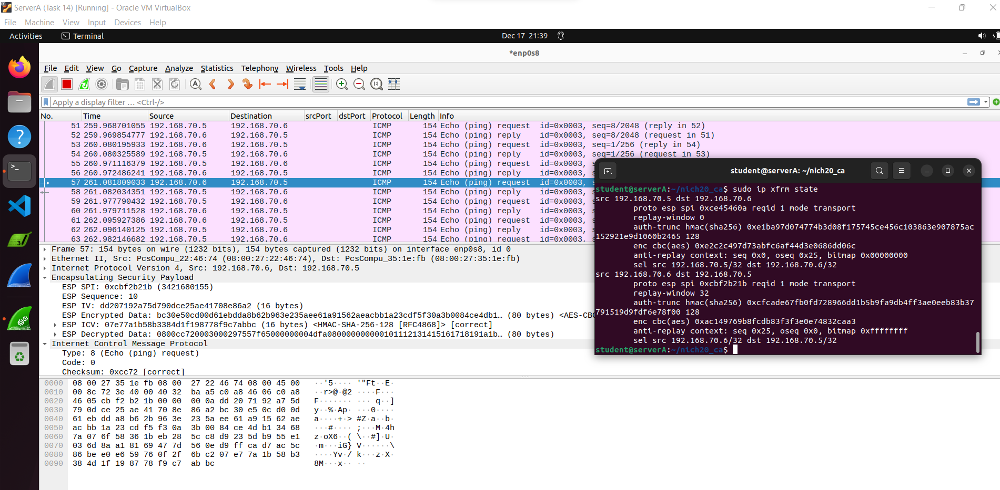 ServerA (Task 14) [Running] - Oracle VM VirtualBox
File Machine View Input Devices Help
Activities Terminal Dec 17 21:39
*enp0s8
File Edit View Go Capture Analyze Statistics Telephony Wireless Tools Help
Apply a display filter … <Ctrl-/>
No. Time Source Destination srcPort dstPort Protocol Length Info
51 259.968701055 192.168.70.5 192.168.70.6 ICMP 154 Echo (ping) request id=0x0003, seq=8/2048 (reply in 52)
52 259.969854777 192.168.70.6 192.168.70.5 ICMP 154 Echo (ping) reply id=0x0003, seq=8/2048 (request in 51)
53 260.080195933 192.168.70.6 192.168.70.5 ICMP 154 Echo (ping) request id=0x0003, seq=1/256 (reply in 54)
54 260.080325589 192.168.70.5 192.168.70.6 ICMP 154 Echo (ping) reply id=0x0003, seq=1/256 (request in 53)
55 260.971116379 192.168.70.5 192.168.70.6 ICMP 154 Echo (ping) request id=0x0003, s
56 260.972486241 192.168.70.6 192.168.70.5 ICMP 154 Echo (ping) reply id=0x0003, s
57 261.081809033 192.168.70.6 192.168.70.5 ICMP 154 Echo (ping) request id=0x0003, s
58 261.082034351 192.168.70.5 192.168.70.6 ICMP 154 Echo (ping) reply id=0x0003, s
59 261.977790432 192.168.70.5 192.168.70.6 ICMP 154 Echo (ping) request id=0x0003, s
60 261.979711528 192.168.70.6 192.168.70.5 ICMP 154 Echo (ping) reply id=0x0003, s
61 262.095927386 192.168.70.6 192.168.70.5 ICMP 154 Echo (ping) request id=0x0003, s
62 262.096140125 192.168.70.5 192.168.70.6 ICMP 154 Echo (ping) reply id=0x0003, s
63 262.982146682 192.168.70.5 192.168.70.6 ICMP 154 Echo (ping) request id=0x0003, s
Frame 57: 154 bytes on wire (1232 bits), 154 bytes captured (1232 bits) on interface enp0s8, id 0
Ethernet II, Src: PcsCompu_22:46:74 (08:00:27:22:46:74), Dst: PcsCompu_35:1e:fb (08:00:27:35:1e:fb)
Internet Protocol Version 4, Src: 192.168.70.6, Dst: 192.168.70.5
Encapsulating Security Payload
ESP SPI: 0xcbf2b21b (3421680155)
ESP Sequence: 10
ESP IV: dd207192a75d790dce25ae41708e86a2 (16 bytes)
ESP Encrypted Data: bc30e50cd00d61ebdda8b62b963e235aee61a91562aeacbb1a23cdf5f30a3b0084ce4db1… (80 bytes) <AES-CBC
ESP ICV: 07e77a1b58b3384d1f198778f9c7abbc (16 bytes) <HMAC-SHA-256-128 [RFC4868]> [correct]
ESP Decrypted Data: 0800cc720003000297557f65000000004dfa080000000000101112131415161718191a1b… (80 bytes)
Internet Control Message Protocol
Type: 8 (Echo (ping) request)
Code: 0
Checksum: 0xcc72 [correct]
0000 08 00 27 35 1e fb 08 00 27 22 46 74 08 00 45 00 ··'5···· '"Ft··E·
0010 00 8c 72 3e 40 00 40 32 ba a5 c0 a8 46 06 c0 a8 ··r>@·@2 ····F···
0020 46 05 cb f2 b2 1b 00 00 00 0a dd 20 71 92 a7 5d F······· ··· q··]
0030 79 0d ce 25 ae 41 70 8e 86 a2 bc 30 e5 0c d0 0d y··%·Ap· ···0····
0040 61 eb dd a8 b6 2b 96 3e 23 5a ee 61 a9 15 62 ae a····+·> #Z·a··b·
0050 ac bb 1a 23 cd f5 f3 0a 3b 00 84 ce 4d b1 34 68 ···#···· ;···M·4h
0060 7a 07 6f 58 36 1b eb 28 5c c8 d9 23 5d b9 55 e1 z·oX6··( \··#]·U·
0070 03 6d 8a a1 81 69 47 7d 56 0e d9 ff ca d7 ac 5c ·m···iG} V······\
0080 86 be e0 e6 59 76 0f 2f 6b c2 07 e7 7a 1b 58 b3 ····Yv·/ k···z·X·
0090 38 4d 1f 19 87 78 f9 c7 ab bc 8M···x·· ··
student@serverA: ~/nich20_ca
student@serverA:~/nich20_ca$ sudo ip xfrm state
src 192.168.70.5 dst 192.168.70.6
proto esp spi 0xce45460a reqid 1 mode transport
replay-window 0
auth-trunc hmac(sha256) 0xe1ba97d074774b3d08f175745ce456c103863e907875ac
152921e9d1060b2465 128
enc cbc(aes) 0xe2c2c497d73abfc6af44d3e0686dd06c
anti-replay context: seq 0x0, oseq 0x25, bitmap 0x00000000
sel src 192.168.70.5/32 dst 192.168.70.6/32
src 192.168.70.6 dst 192.168.70.5
proto esp spi 0xcbf2b21b reqid 1 mode transport
replay-window 32
auth-trunc hmac(sha256) 0xcfcade67fb0fd728966dd1b5b9fa9db4ff3ae0eeb83b37
791519d9fdf6e78f00 128
enc cbc(aes) 0xac149769b8fcdb83f3f3e0e74832caa3
anti-replay context: seq 0x25, oseq 0x0, bitmap 0xffffffff
sel src 192.168.70.6/32 dst 192.168.70.5/32
student@serverA:~/nich20_ca$